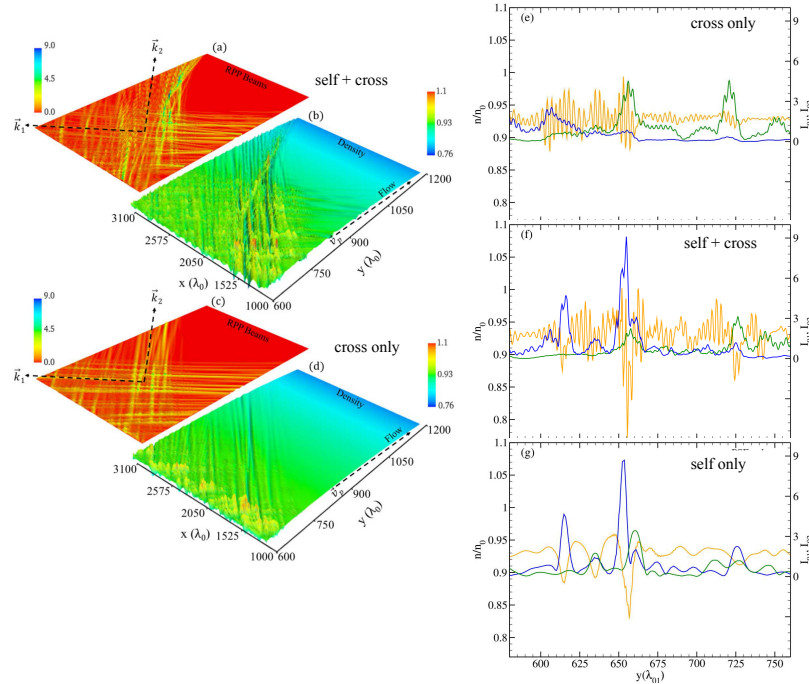 (a)
9.0
4.5
0.0
k⃗₂
k⃗₁
RPP Beams
self + cross
(b)
1.1
0.93
0.76
Density
Flow
v⃗ₚ
3100
2575
2050
1525
1000
x (λ₀)
600
750
900
1050
1200
y (λ₀)
(c)
9.0
4.5
0.0
k⃗₂
k⃗₁
RPP Beams
cross only
(d)
1.1
0.93
0.76
Density
Flow
v⃗ₚ
3100
2575
2050
1525
1000
x (λ₀)
600
750
900
1050
1200
y (λ₀)
(e)
cross only
1.1
1.05
1
0.95
0.9
0.85
0.8
n/n₀
9
6
3
0
(f)
self + cross
1.1
1.05
1
0.95
0.9
0.85
0.8
n/n₀
9
6
3
0
(g)
self only
1.1
1.05
1
0.95
0.9
0.85
0.8
n/n₀
9
6
3
0
600
625
650
675
700
725
750
y(λ₀₁)